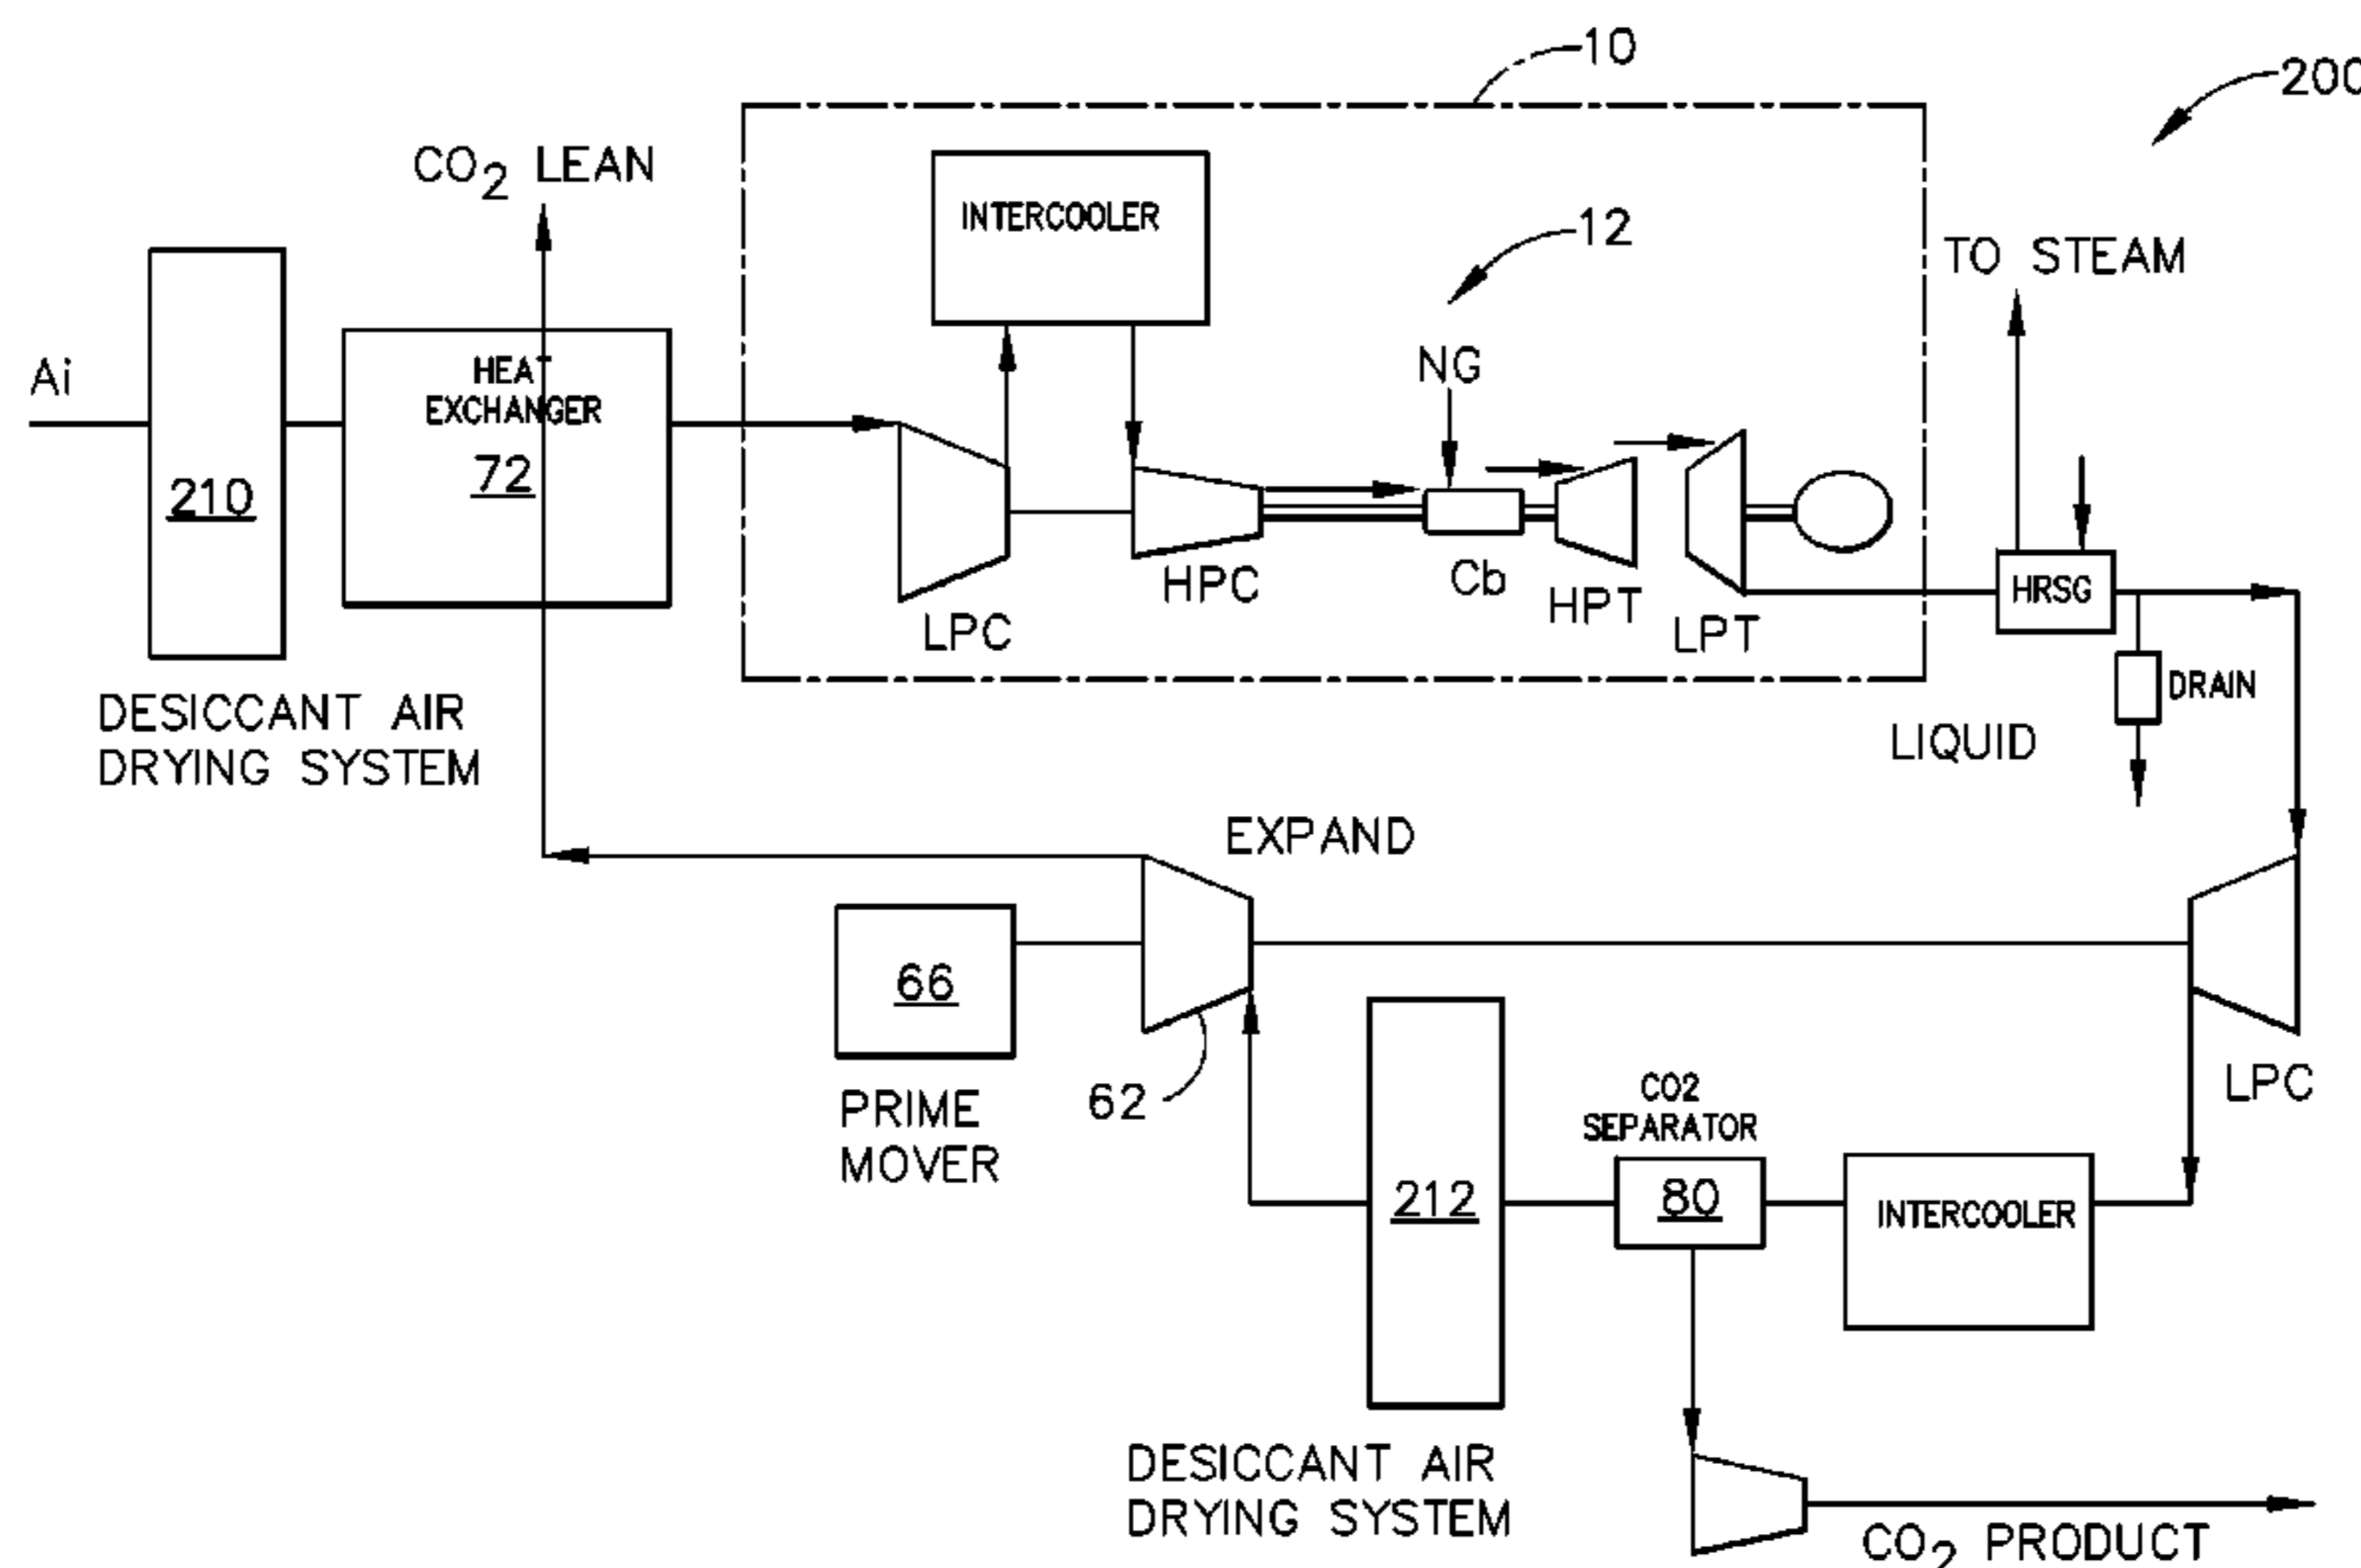 10
200
CO2 LEAN
INTERCOOLER
12
TO STEAM
Ai
HEAT
EXCHANGER
72
NG
210
HPC
Cb
HPT
HRSG
LPC
LPT
DRAIN
LIQUID
DESICCANT AIR
DRYING SYSTEM
EXPAND
66
PRIME
MOVER
62
CO2
SEPARATOR
LPC
212
80
INTERCOOLER
DESICCANT AIR
DRYING SYSTEM
CO2 PRODUCT